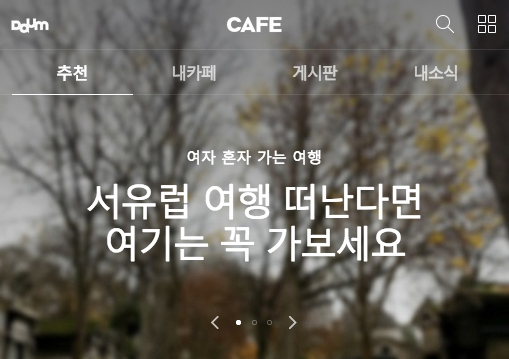 Daum
CAFE
추천 내카페 게시판 내소식
여자 혼자 가는 여행
서유럽 여행 떠난다면
여기는 꼭 가보세요